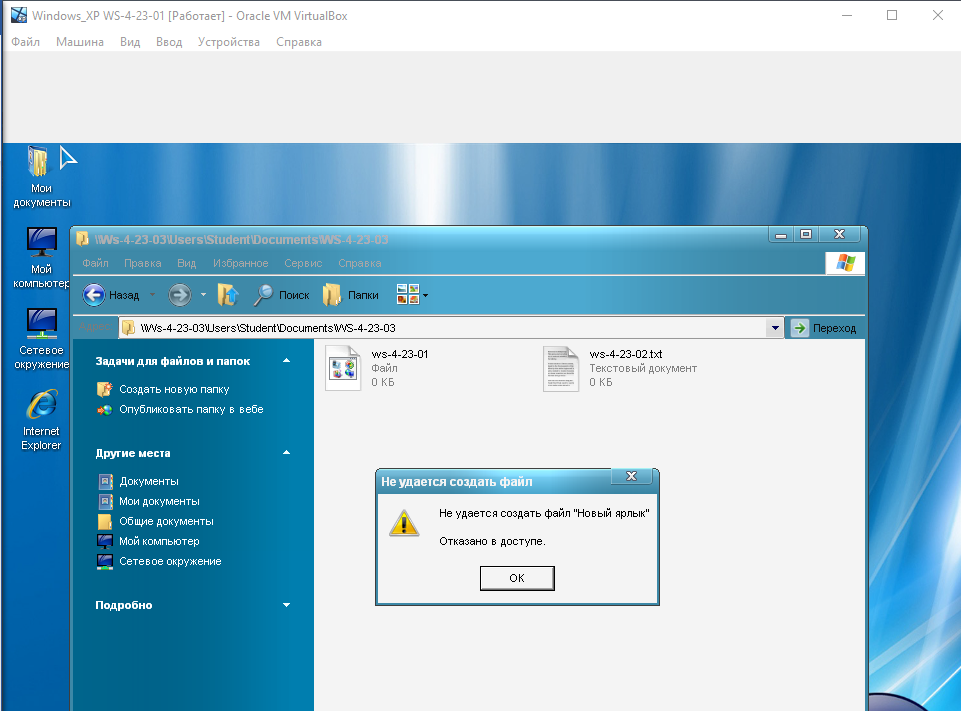 Windows_XP WS-4-23-01 [Работает] - Oracle VM VirtualBox
Файл Машина Вид Ввод Устройства Справка
Мои документы
Мой компьютер
Сетевое окружение
Internet Explorer
\\Ws-4-23-03\Users\Student\Documents\WS-4-23-03
Файл Правка Вид Избранное Сервис Справка
Назад Поиск Папки
\\Ws-4-23-03\Users\Student\Documents\WS-4-23-03 Переход
Задачи для файлов и папок
Создать новую папку
Опубликовать папку в вебе
Другие места
Документы
Мои документы
Общие документы
Мой компьютер
Сетевое окружение
Подробно
ws-4-23-01
Файл
0 КБ
ws-4-23-02.txt
Текстовый документ
0 КБ
Не удается создать файл
Не удается создать файл "Новый ярлык"
Отказано в доступе.
ОК